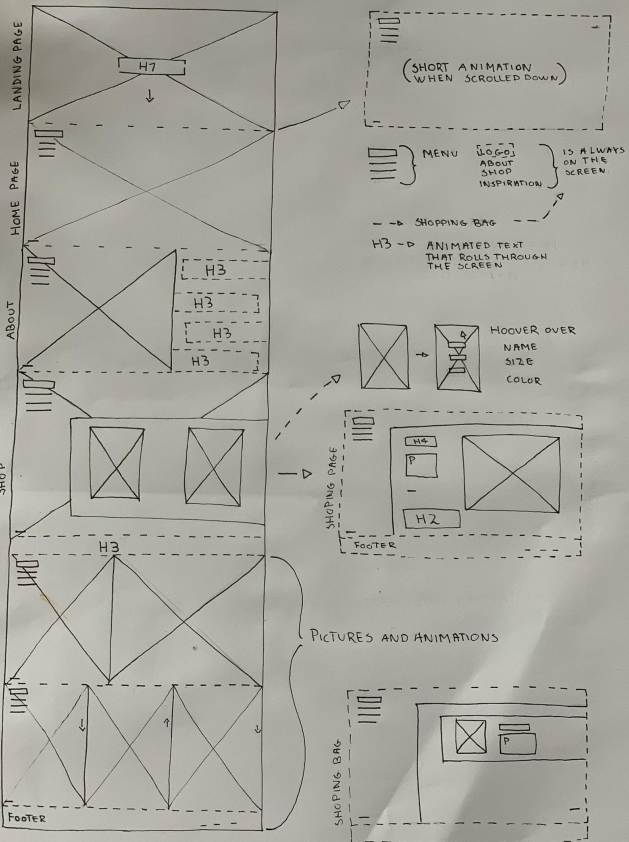 LANDING PAGE
H1
HOME PAGE
ABOUT
H3
H3
H3
H3
SHOP
H3
FOOTER
(SHORT ANIMATION
WHEN SCROLLED DOWN)
MENU
LOGO
ABOUT
SHOP
INSPIRATION
IS ALWAYS
ON THE
SCREEN
SHOPPING BAG
H3 ANIMATED TEXT
THAT ROLLS THROUGH
THE SCREEN
HOOVER OVER
NAME
SIZE
COLOR
SHOPING PAGE
H4
P
H2
FOOTER
PICTURES AND ANIMATIONS
SHOPING BAG
P